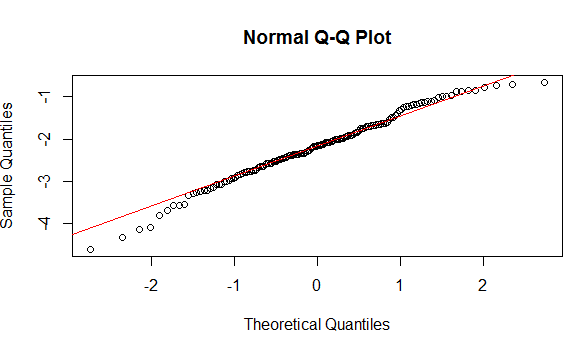 Normal Q-Q Plot
Sample Quantiles
-1
-2
-3
-4
-2 -1 0 1 2
Theoretical Quantiles